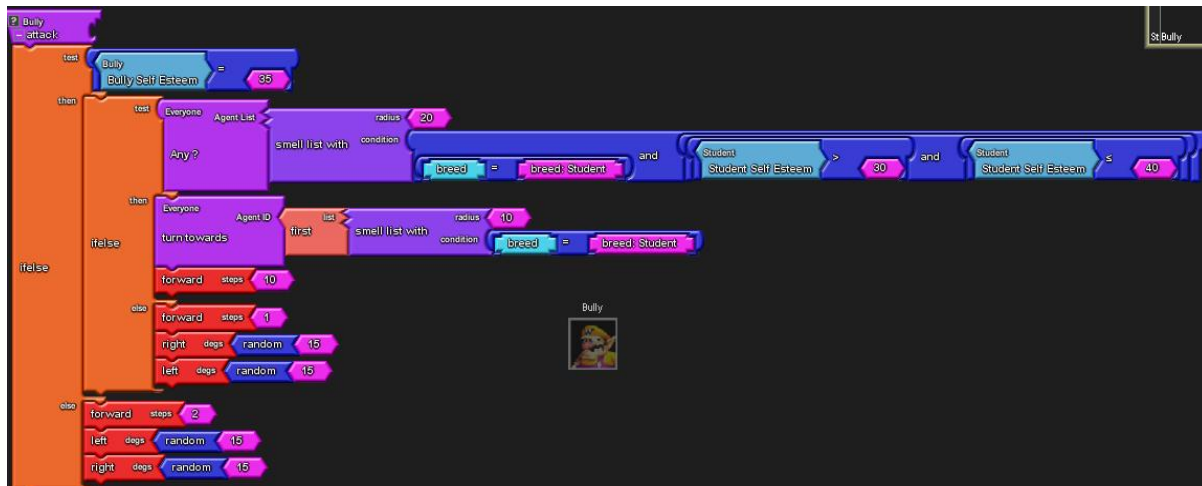 ? Bully
- attack
St Bully
test Bully Bully Self Esteem = 35
then test Everyone Any ? Agent List smell list with radius 20
condition breed = breed: Student and Student Student Self Esteem > 30 and Student Student Self Esteem ≤ 40
ifelse
ifelse
then Everyone turn towards Agent ID first list smell list with radius 10
condition breed = breed: Student
forward steps 10
else forward steps 1
right degs random 15
left degs random 15
Bully
else forward steps 2
left degs random 15
right degs random 15